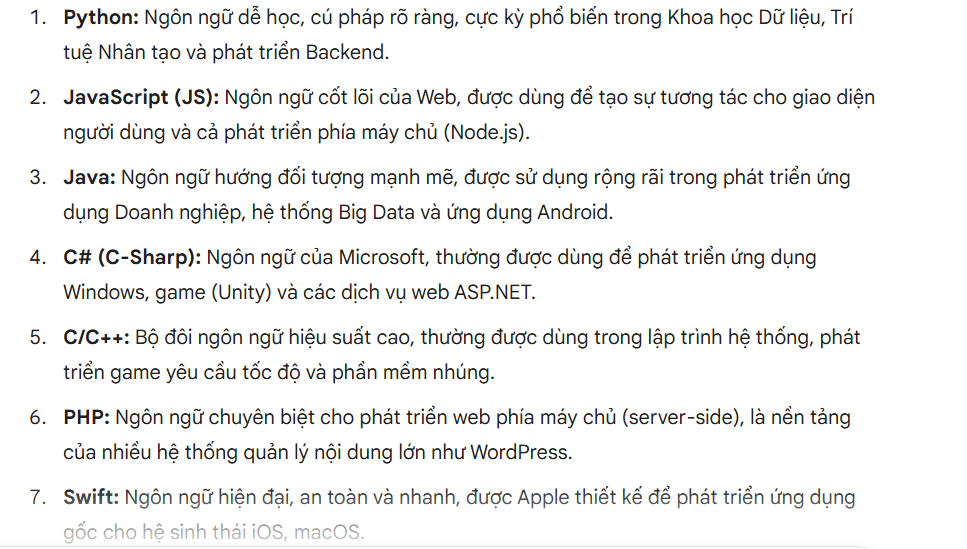 1. Python: Ngôn ngữ dễ học, cú pháp rõ ràng, cực kỳ phổ biến trong Khoa học Dữ liệu, Trí
tuệ Nhân tạo và phát triển Backend.
2. JavaScript (JS): Ngôn ngữ cốt lõi của Web, được dùng để tạo sự tương tác cho giao diện
người dùng và cả phát triển phía máy chủ (Node.js).
3. Java: Ngôn ngữ hướng đối tượng mạnh mẽ, được sử dụng rộng rãi trong phát triển ứng
dụng Doanh nghiệp, hệ thống Big Data và ứng dụng Android.
4. C# (C-Sharp): Ngôn ngữ của Microsoft, thường được dùng để phát triển ứng dụng
Windows, game (Unity) và các dịch vụ web ASP.NET.
5. C/C++: Bộ đôi ngôn ngữ hiệu suất cao, thường được dùng trong lập trình hệ thống, phát
triển game yêu cầu tốc độ và phần mềm nhúng.
6. PHP: Ngôn ngữ chuyên biệt cho phát triển web phía máy chủ (server-side), là nền tảng
của nhiều hệ thống quản lý nội dung lớn như WordPress.
7. Swift: Ngôn ngữ hiện đại, an toàn và nhanh, được Apple thiết kế để phát triển ứng dụng
gốc cho hệ sinh thái iOS, macOS.